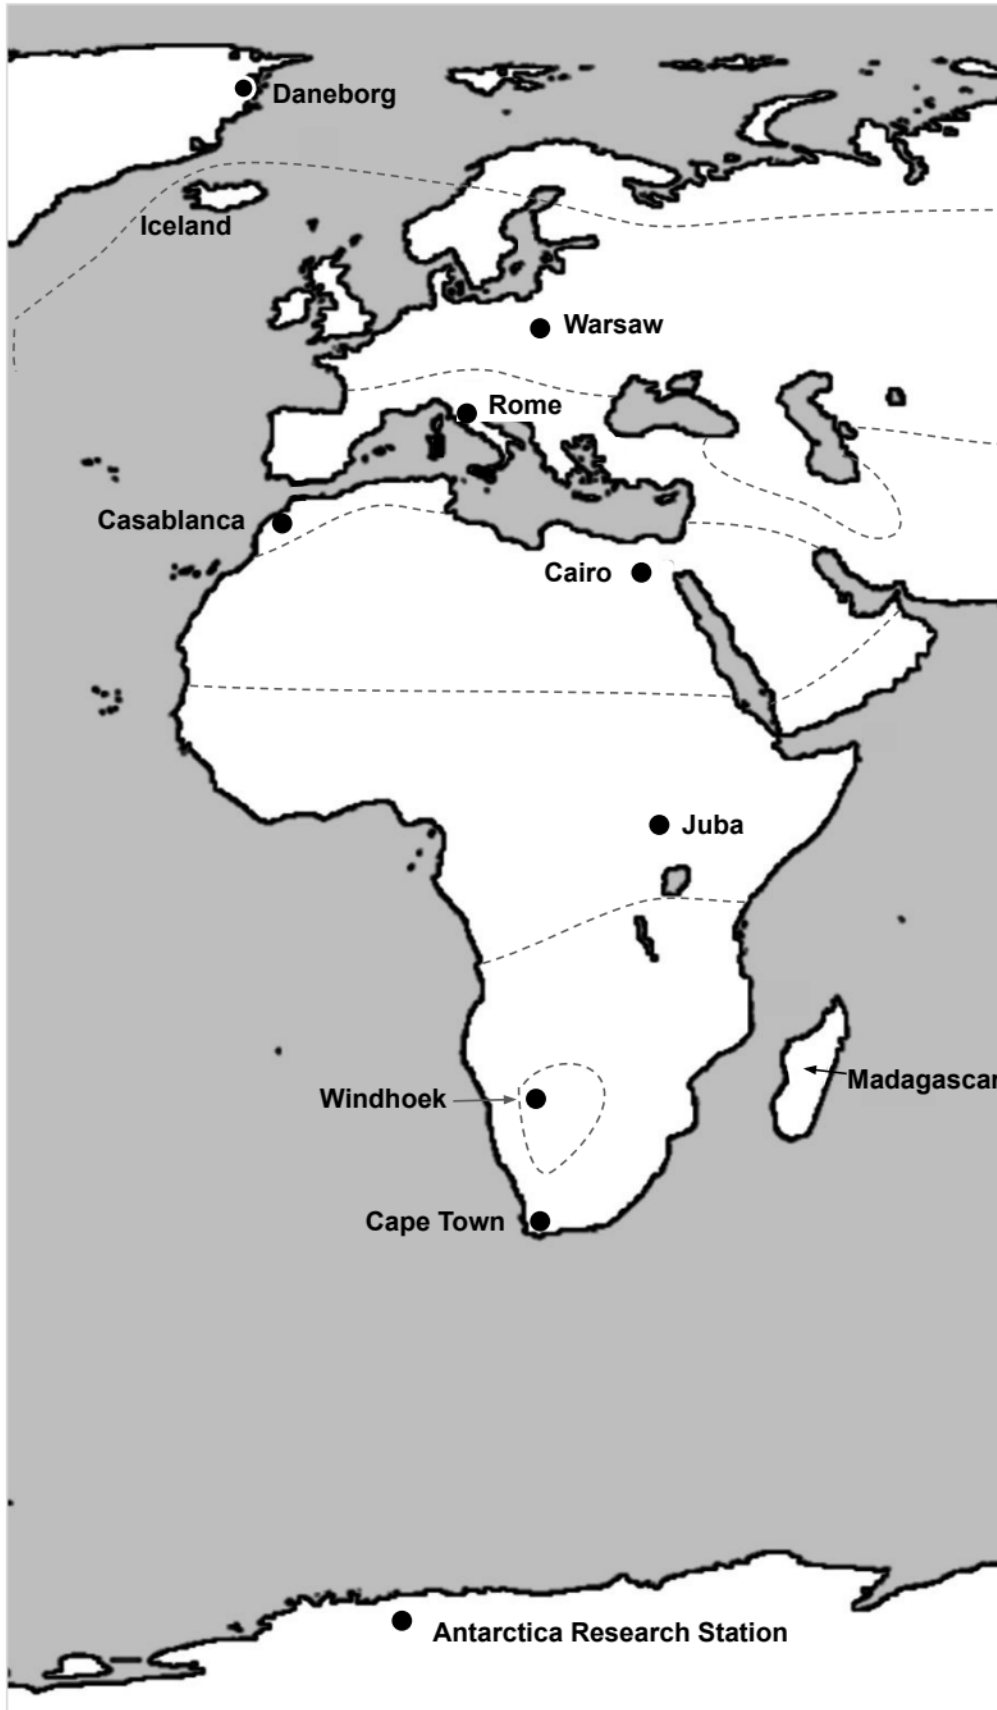 Daneborg
Iceland
Warsaw
Rome
Casablanca
Cairo
Juba
Madagascar
Windhoek
Cape Town
Antarctica Research Station